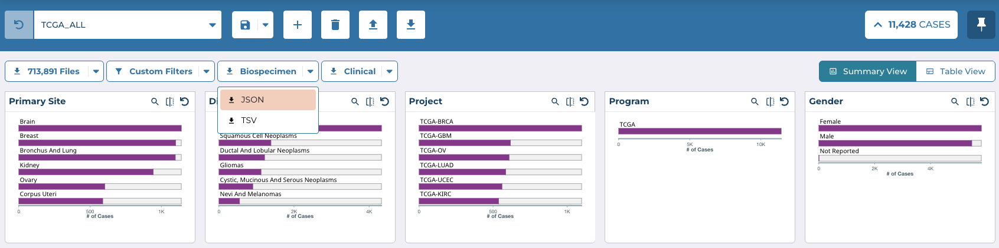 TCGA_ALL
11,428 CASES
713,891 Files
Custom Filters
Biospecimen
Clinical
Summary View
Table View
JSON
TSV
Primary Site
Brain
Breast
Bronchus And Lung
Kidney
Ovary
Corpus Uteri
0 500 1K
# of Cases
Squamous Cell Neoplasms
Ductal And Lobular Neoplasms
Gliomas
Cystic, Mucinous And Serous Neoplasms
Nevi And Melanomas
0 2K 4K
# of Cases
Project
TCGA-BRCA
TCGA-GBM
TCGA-OV
TCGA-LUAD
TCGA-UCEC
TCGA-KIRC
0 500 1K
# of Cases
Program
TCGA
0 5K 10K
# of Cases
Gender
Female
Male
Not Reported
0 2K 4K
# of Cases